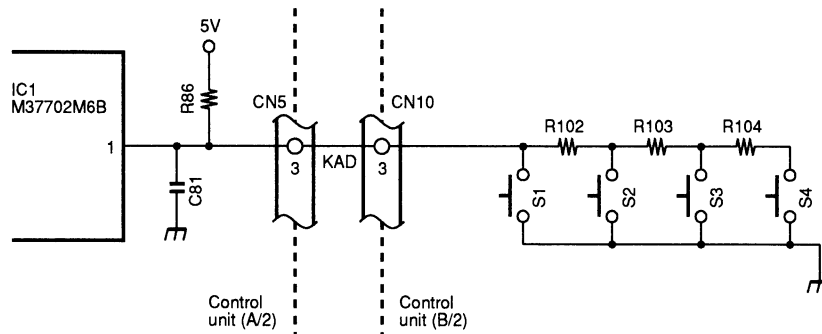 5V
IC1
M37702M6B
R86
CN5
CN10
1
C81
3
KAD
3
R102
R103
R104
S1
S2
S3
S4
Control
unit (A/2)
Control
unit (B/2)